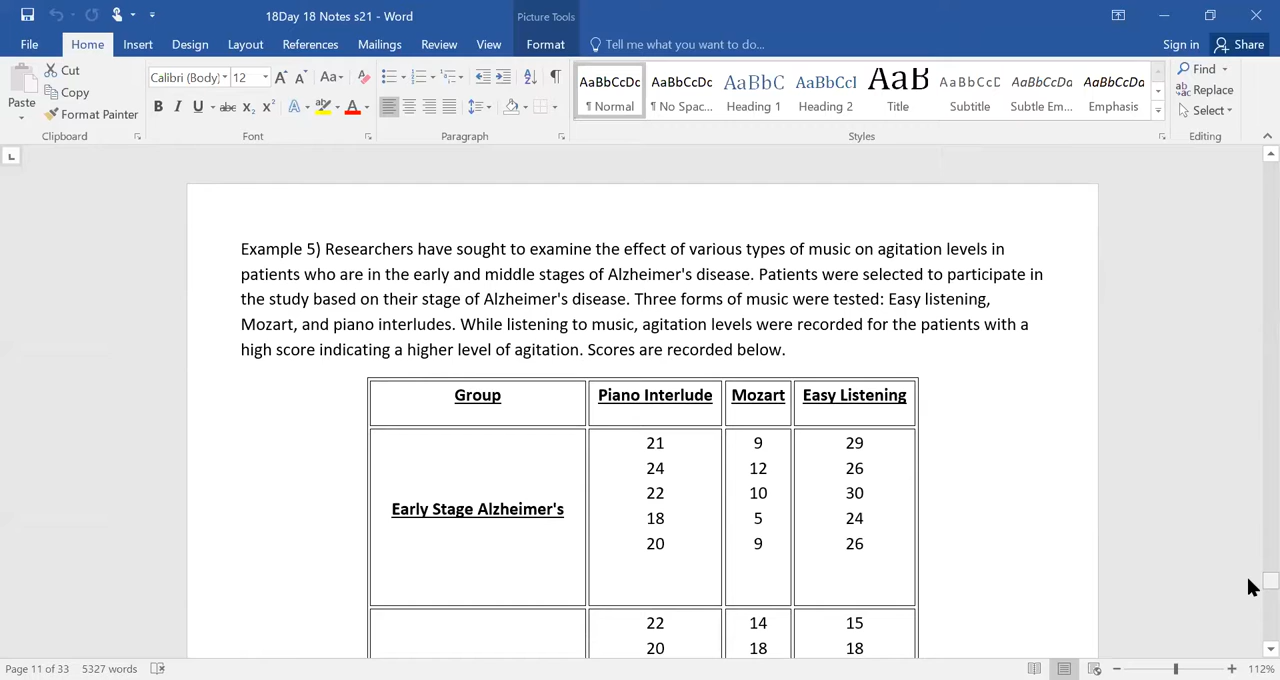 18Day 18 Notes s21 - Word
Picture Tools
File Home Insert Design Layout References Mailings Review View Format Tell me what you want to do... Sign in Share
Cut
Copy
Format Painter
Paste
Calibri (Body) 12
AaBbCcDc AaBbCcDc AaBbC AaBbCcI AaB AaBbCcD AaBbCcDc AaBbCcDc
¶ Normal ¶ No Spac... Heading 1 Heading 2 Title Subtitle Subtle Em... Emphasis
Find
Replace
Select
Clipboard Font Paragraph Styles Editing
Example 5) Researchers have sought to examine the effect of various types of music on agitation levels in
patients who are in the early and middle stages of Alzheimer's disease. Patients were selected to participate in
the study based on their stage of Alzheimer's disease. Three forms of music were tested: Easy listening,
Mozart, and piano interludes. While listening to music, agitation levels were recorded for the patients with a
high score indicating a higher level of agitation. Scores are recorded below.
Group Piano Interlude Mozart Easy Listening
21 9 29
24 12 26
22 10 30
Early Stage Alzheimer's
18 5 24
20 9 26
22 14 15
20 18 18
Page 11 of 33 5327 words 112%